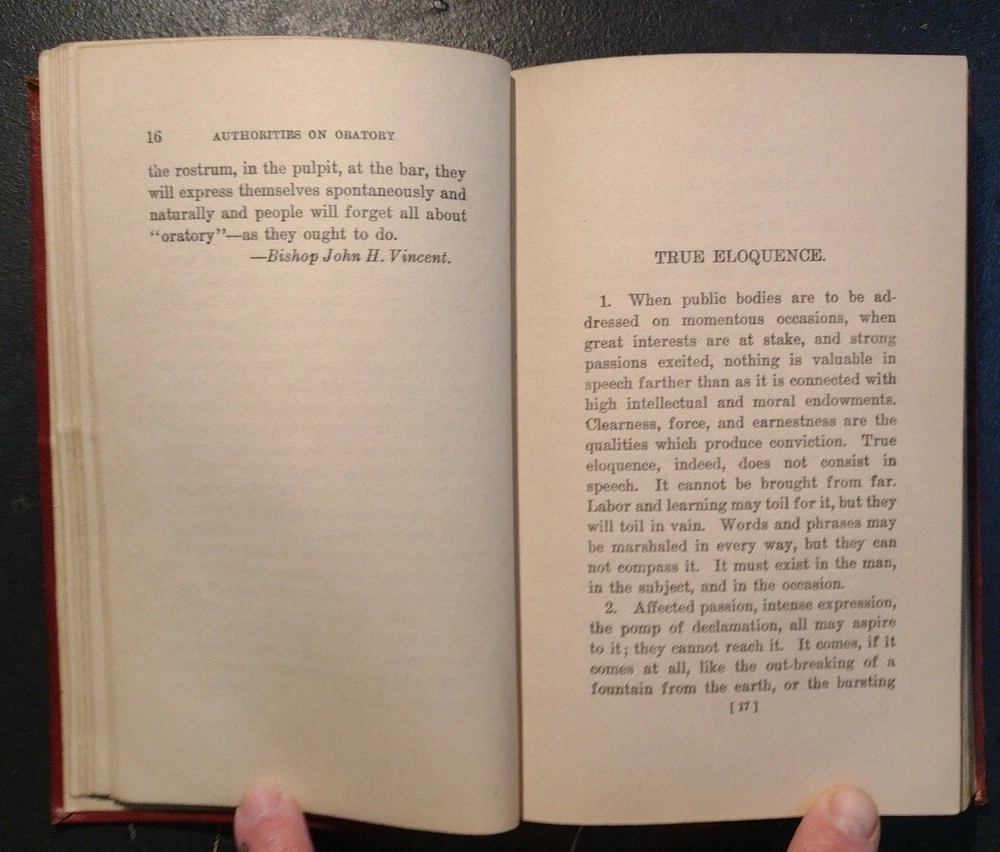 16 AUTHORITIES ON ORATORY
the rostrum, in the pulpit, at the bar, they
will express themselves spontaneously and
naturally and people will forget all about
“oratory”—as they ought to do.
—Bishop John H. Vincent.
TRUE ELOQUENCE.
1. When public bodies are to be ad-
dressed on momentous occasions, when
great interests are at stake, and strong
passions excited, nothing is valuable in
speech farther than as it is connected with
high intellectual and moral endowments.
Clearness, force, and earnestness are the
qualities which produce conviction. True
eloquence, indeed, does not consist in
speech. It cannot be brought from far.
Labor and learning may toil for it, but they
will toil in vain. Words and phrases may
be marshaled in every way, but they can
not compass it. It must exist in the man,
in the subject, and in the occasion.
2. Affected passion, intense expression,
the pomp of declamation, all may aspire
to it; they cannot reach it. It comes, if it
comes at all, like the out-breaking of a
fountain from the earth, or the bursting
[17]